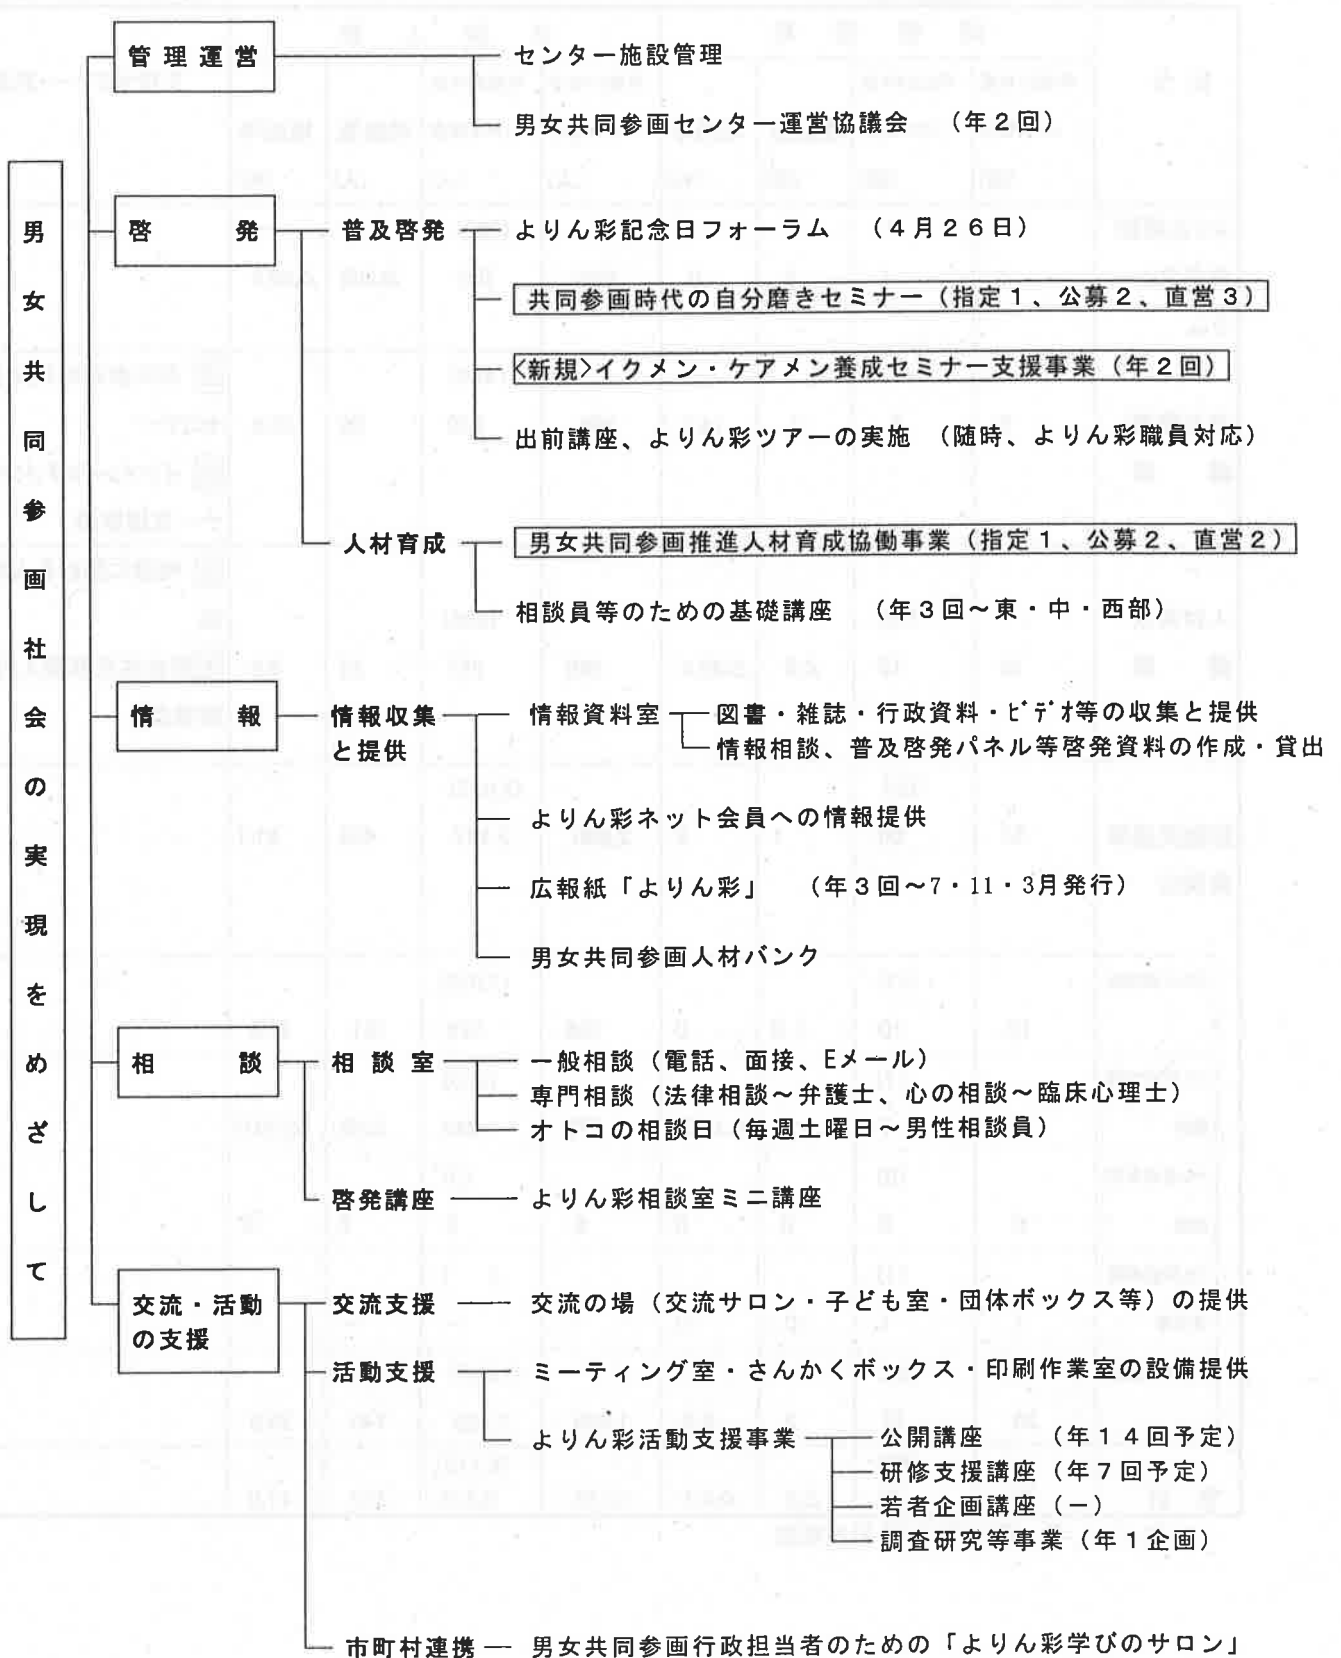 男女共同参画社会の実現をめざして
管理運営
センター施設管理
男女共同参画センター運営協議会　（年２回）
啓　　　発
普及啓発
よりん彩記念日フォーラム　（４月２６日）
共同参画時代の自分磨きセミナー（指定１、公募２、直営３）
<新規>イクメン・ケアメン養成セミナー支援事業（年２回）
出前講座、よりん彩ツアーの実施　（随時、よりん彩職員対応）
人材育成
男女共同参画推進人材育成協働事業（指定１、公募２、直営２）
相談員等のための基礎講座　（年３回～東・中・西部）
情　　　報
情報収集
と提供
情報資料室
図書・雑誌・行政資料・ﾋﾞﾃﾞｵ等の収集と提供
情報相談、普及啓発パネル等啓発資料の作成・貸出
よりん彩ネット会員への情報提供
広報紙「よりん彩」　（年３回～7・11・3月発行）
男女共同参画人材バンク
相　　　談
相 談 室
一般相談（電話、面接、Eメール）
専門相談（法律相談～弁護士、心の相談～臨床心理士）
オトコの相談日（毎週土曜日～男性相談員）
啓発講座
よりん彩相談室ミニ講座
交流・活動
の支援
交流支援
交流の場（交流サロン・子ども室・団体ボックス等）の提供
活動支援
ミーティング室・さんかくボックス・印刷作業室の設備提供
よりん彩活動支援事業
公開講座　　（年１４回予定）
研修支援講座（年７回予定）
若者企画講座（－）
調査研究等事業（年１企画）
市町村連携
男女共同参画行政担当者のための「よりん彩学びのサロン」